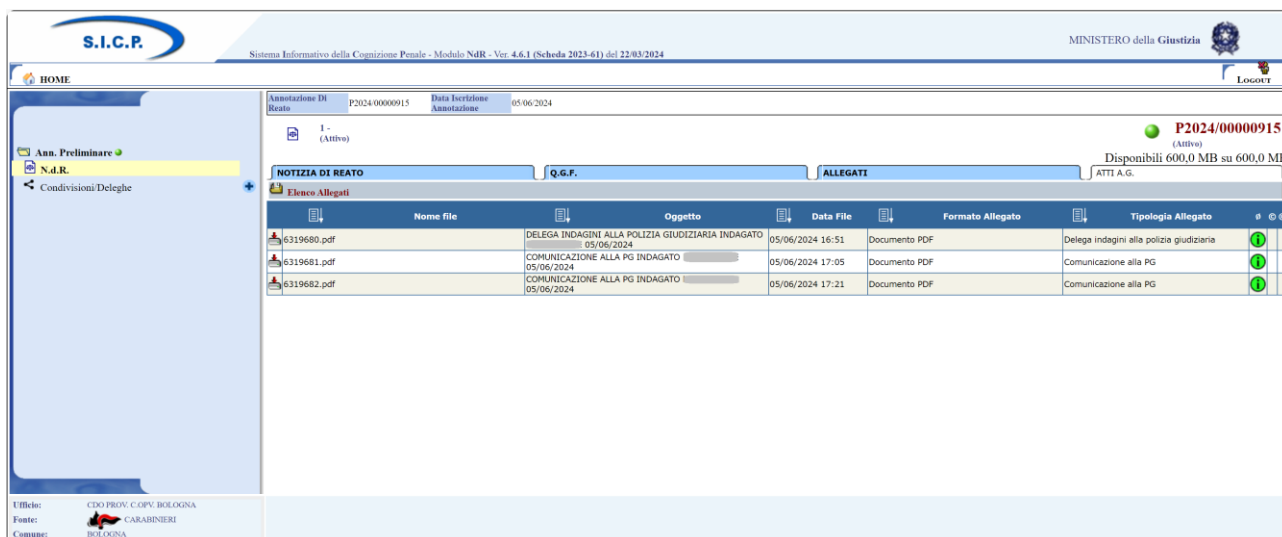 S.I.C.P.
Sistema Informativo della Cognizione Penale - Modulo NdR - Ver. 4.6.1 (Scheda 2023-61) del 22/03/2024
MINISTERO della Giustizia
HOME
LOGOUT
Annotazione Di Reato P2024/00000915 Data Iscrizione Annotazione 05/06/2024
1 -
(Attivo)
P2024/00000915
(Attivo)
Disponibili 600,0 MB su 600,0 MB
Ann. Preliminare
N.d.R.
Condivisioni/Deleghe
NOTIZIA DI REATO Q.G.F. ALLEGATI ATTI A.G.
Elenco Allegati
Nome file Oggetto Data File Formato Allegato Tipologia Allegato
6319680.pdf DELEGA INDAGINI ALLA POLIZIA GIUDIZIARIA INDAGATO 05/06/2024 05/06/2024 16:51 Documento PDF Delega indagini alla polizia giudiziaria
6319681.pdf COMUNICAZIONE ALLA PG INDAGATO 05/06/2024 05/06/2024 17:05 Documento PDF Comunicazione alla PG
6319682.pdf COMUNICAZIONE ALLA PG INDAGATO 05/06/2024 05/06/2024 17:21 Documento PDF Comunicazione alla PG
Ufficio: CDO PROV. C.OPV. BOLOGNA
Fonte: CARABINIERI
Comune: BOLOGNA